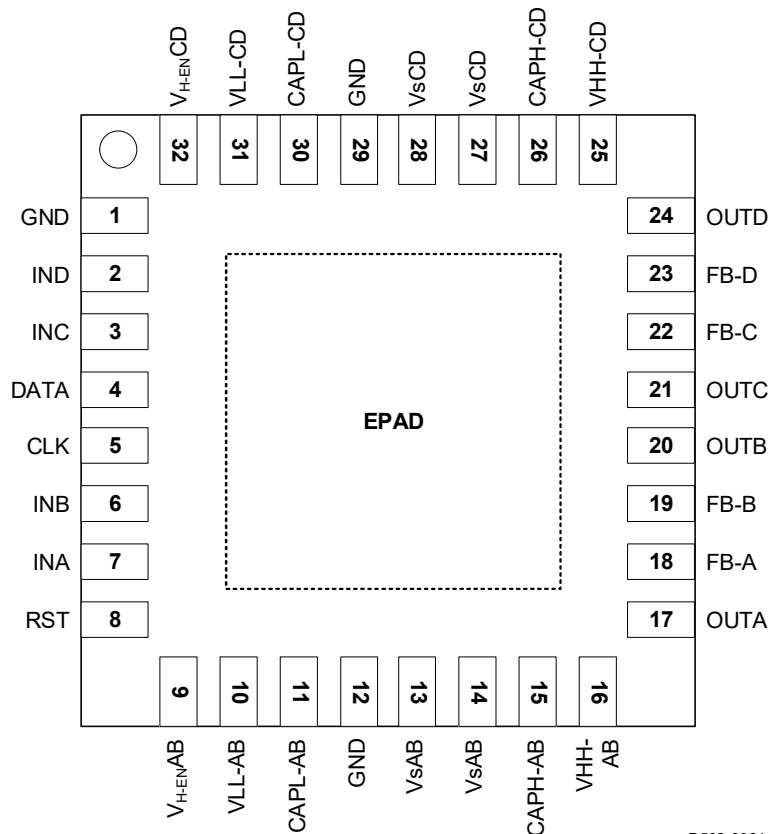 V_H-EN CD
VLL-CD
CAPL-CD
GND
VsCD
VsCD
CAPH-CD
VHH-CD
32
31
30
29
28
27
26
25
GND 1
IND 2
INC 3
DATA 4
CLK 5
INB 6
INA 7
RST 8
EPAD
24 OUTD
23 FB-D
22 FB-C
21 OUTC
20 OUTB
19 FB-B
18 FB-A
17 OUTA
9
10
11
12
13
14
15
16
V_H-EN AB
VLL-AB
CAPL-AB
GND
VsAB
VsAB
CAPH-AB
VHH-
AB